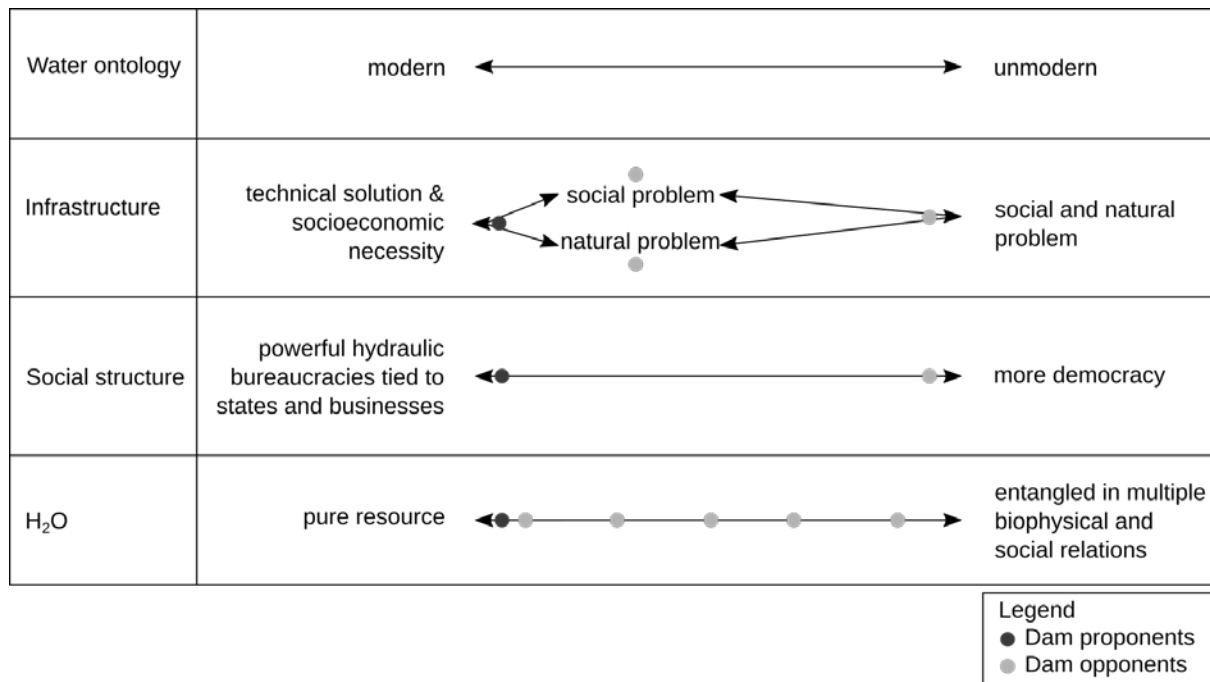 Water ontology
modern
unmodern
Infrastructure
technical solution &
socioeconomic
necessity
social problem
natural problem
social and natural
problem
Social structure
powerful hydraulic
bureaucracies tied to
states and businesses
more democracy
H₂O
pure resource
entangled in multiple
biophysical and
social relations
Legend
Dam proponents
Dam opponents